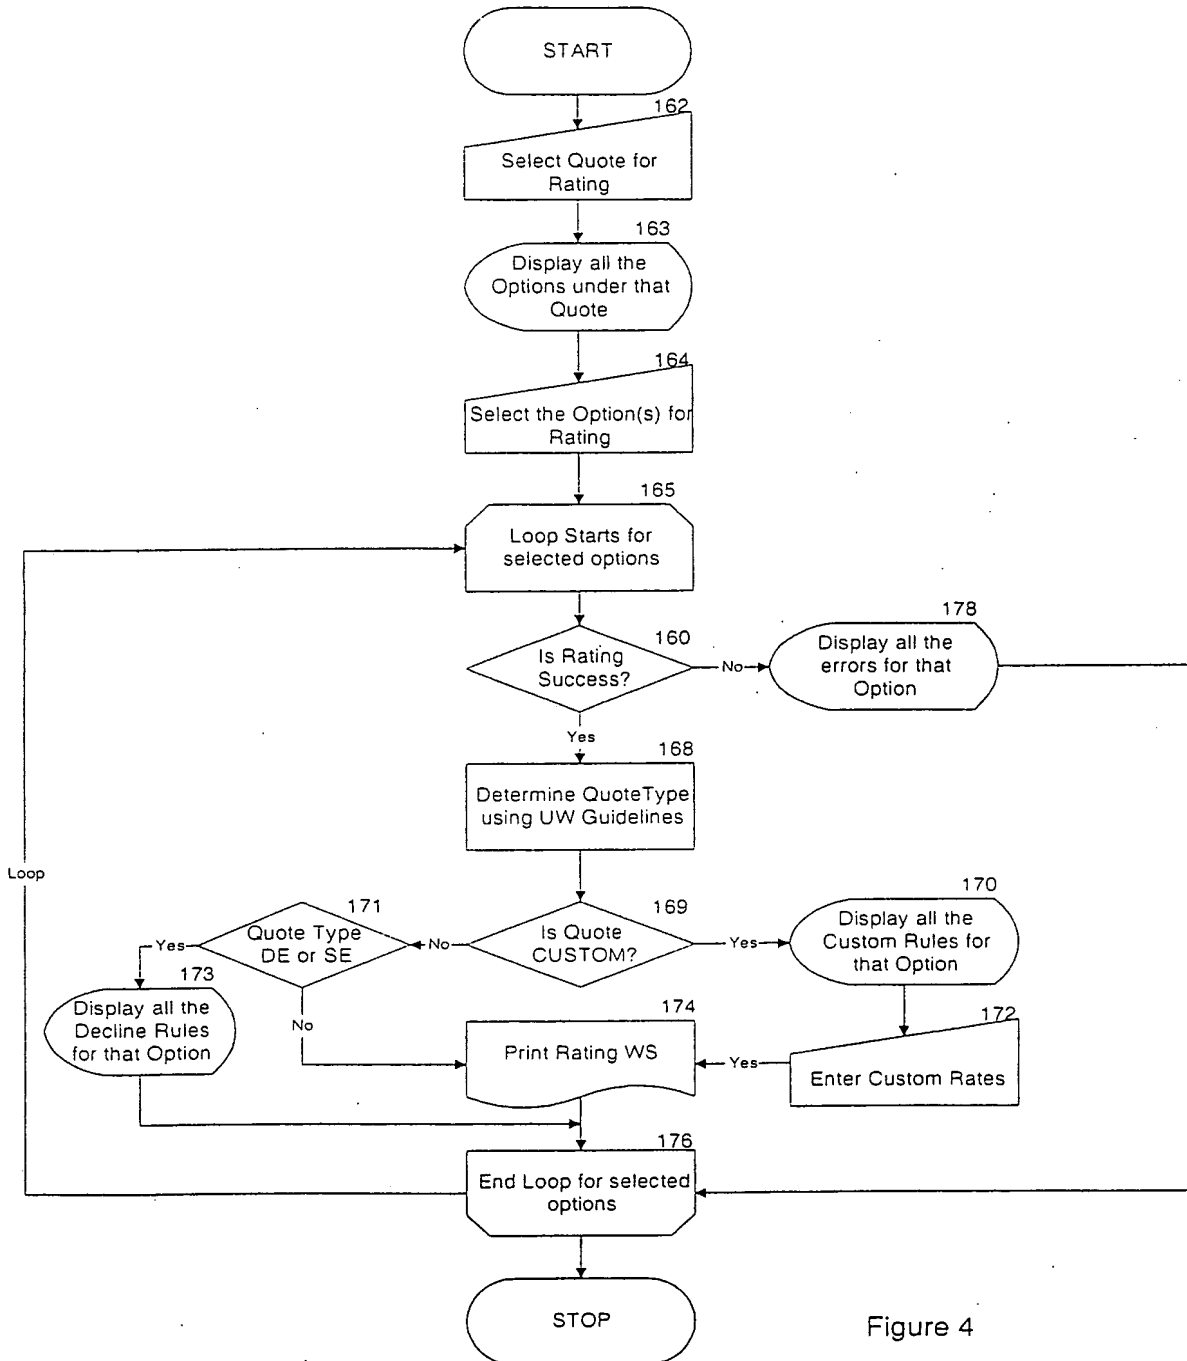 START
162
Select Quote for
Rating
163
Display all the
Options under that
Quote
164
Select the Option(s) for
Rating
165
Loop Starts for
selected options
160
Is Rating
Success?
No
178
Display all the
errors for that
Option
Yes
168
Determine QuoteType
using UW Guidelines
Loop
171
Quote Type
DE or SE
Yes
No
169
Is Quote
CUSTOM?
Yes
170
Display all the
Custom Rules for
that Option
173
Display all the
Decline Rules
for that Option
No
174
Print Rating WS
Yes
172
Enter Custom Rates
176
End Loop for selected
options
STOP
Figure 4